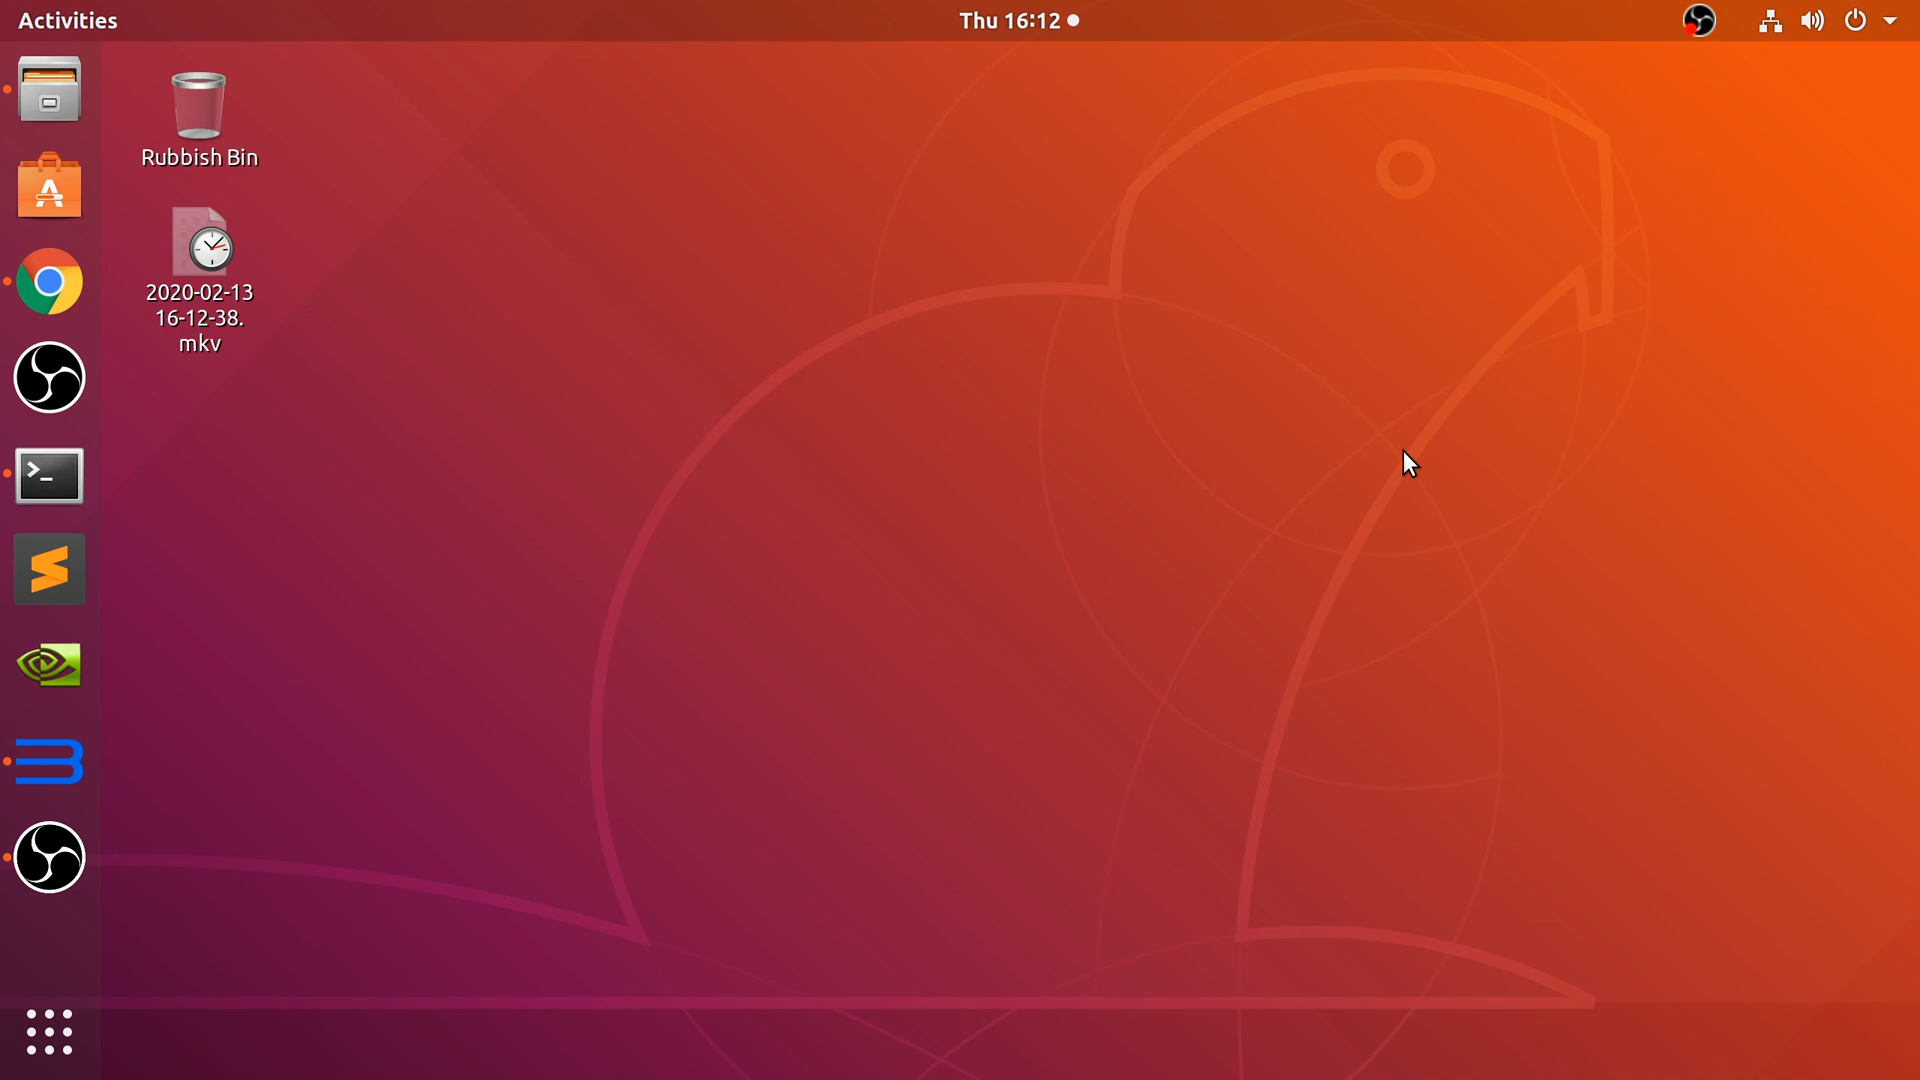 Activities
Thu 16:12
Rubbish Bin
2020-02-13
16-12-38.
mkv